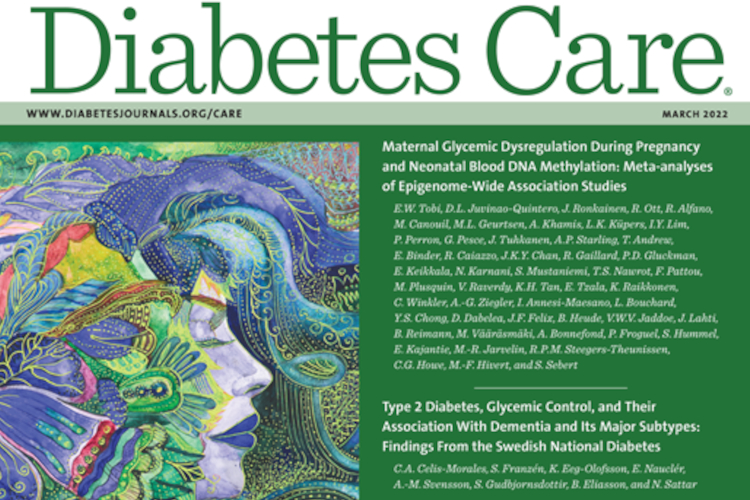 Diabetes Care®
WWW.DIABETESJOURNALS.ORG/CARE
MARCH 2022
Maternal Glycemic Dysregulation During Pregnancy
and Neonatal Blood DNA Methylation: Meta-analyses
of Epigenome-Wide Association Studies
E.W. Tobi, D.L. Juvinao-Quintero, J. Ronkainen, R. Ott, R. Alfano,
M. Canouil, M.L. Geurtsen, A. Khamis, L.K. Küpers, I.Y. Lim,
P. Perron, G. Pesce, J. Tuhkanen, A.P. Starling, T. Andrew,
E. Binder, R. Caiazzo, J.K.Y. Chan, R. Gaillard, P.D. Gluckman,
E. Keikkala, N. Karnani, S. Mustaniemi, T.S. Nawrot, F. Pattou,
M. Plusquin, V. Raverdy, K.H. Tan, E. Tzala, K. Raikkonen,
C. Winkler, A.-G. Ziegler, I. Annesi-Maesano, L. Bouchard,
Y.S. Chong, D. Dabelea, J.F. Felix, B. Heude, V.W.V. Jaddoe, J. Lahti,
B. Reimann, M. Vääräsmäki, A. Bonnefond, P. Froguel, S. Hummel,
E. Kajantie, M.-R. Jarvelin, R.P.M. Steegers-Theunissen,
C.G. Howe, M.-F. Hivert, and S. Sebert
Type 2 Diabetes, Glycemic Control, and Their
Association With Dementia and Its Major Subtypes:
Findings From the Swedish National Diabetes
C.A. Celis-Morales, S. Franzén, K. Eeg-Olofsson, E. Nauclér,
A.-M. Svensson, S. Gudbjornsdottir, B. Eliasson, and N. Sattar